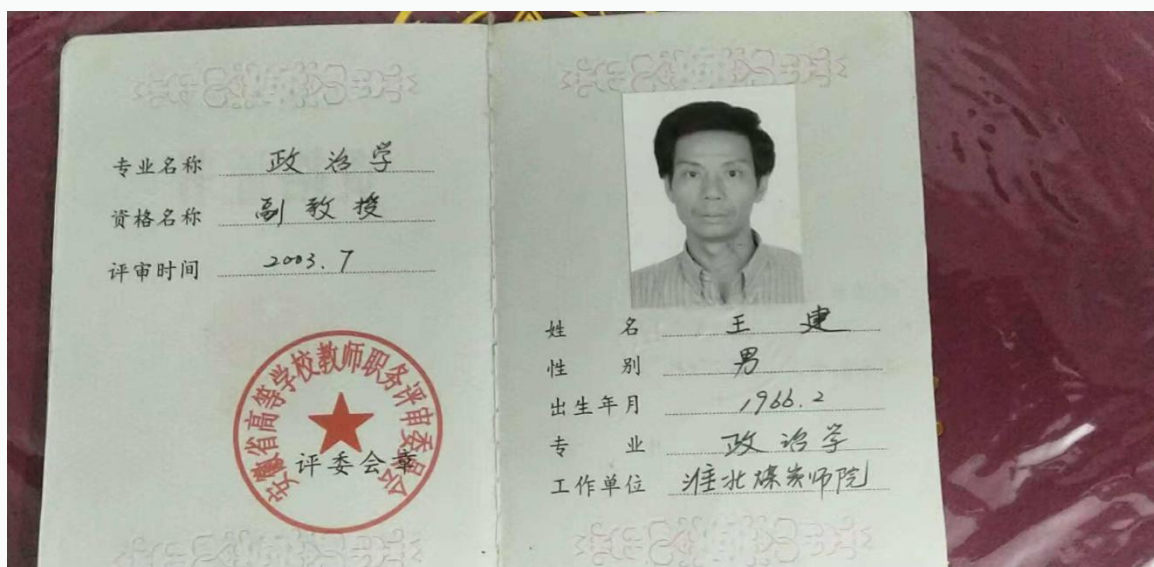 专业名称 政治学
资格名称 副教授
评审时间 2003.7
安徽省高等学校教师职务评审委员会
评委会章
姓 名 王建
性 别 男
出生年月 1966.2
专 业 政治学
工作单位 淮北煤炭师院